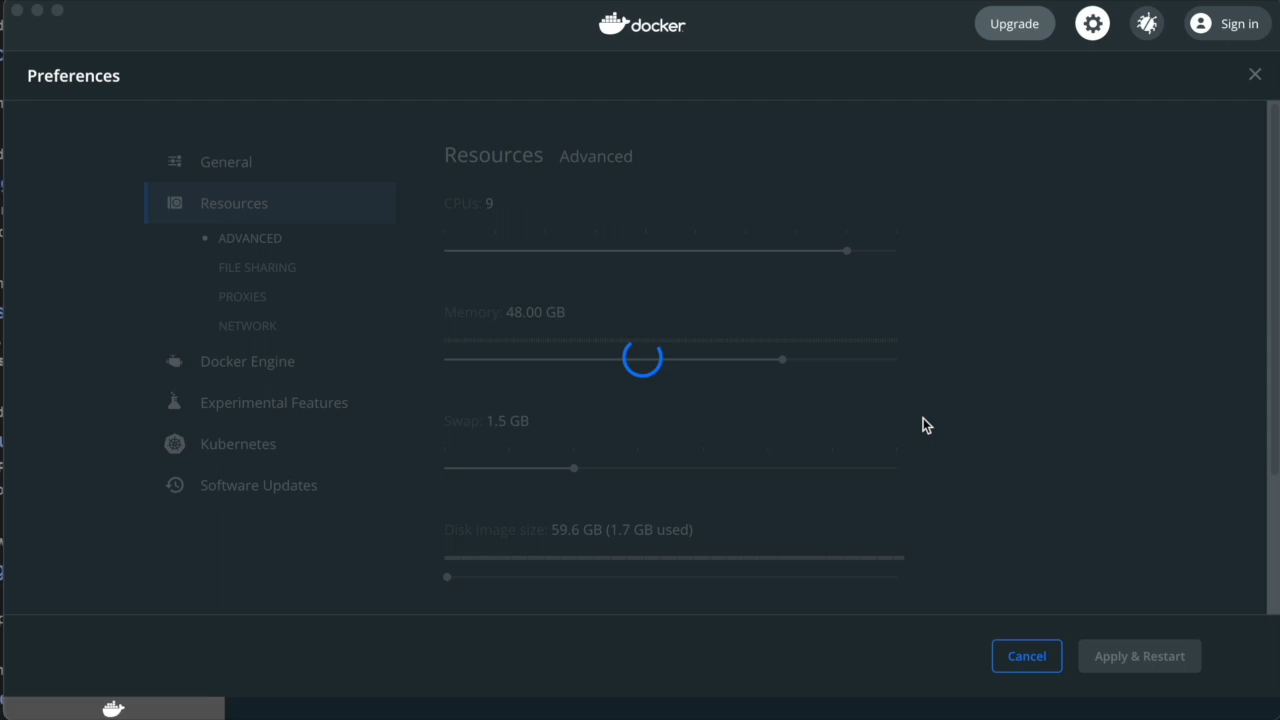 docker
Upgrade
Sign in
Preferences
General
Resources
ADVANCED
FILE SHARING
PROXIES
NETWORK
Docker Engine
Experimental Features
Kubernetes
Software Updates
Resources Advanced
CPUs: 9
Memory: 48.00 GB
Swap: 1.5 GB
Disk image size: 59.6 GB (1.7 GB used)
Cancel
Apply & Restart